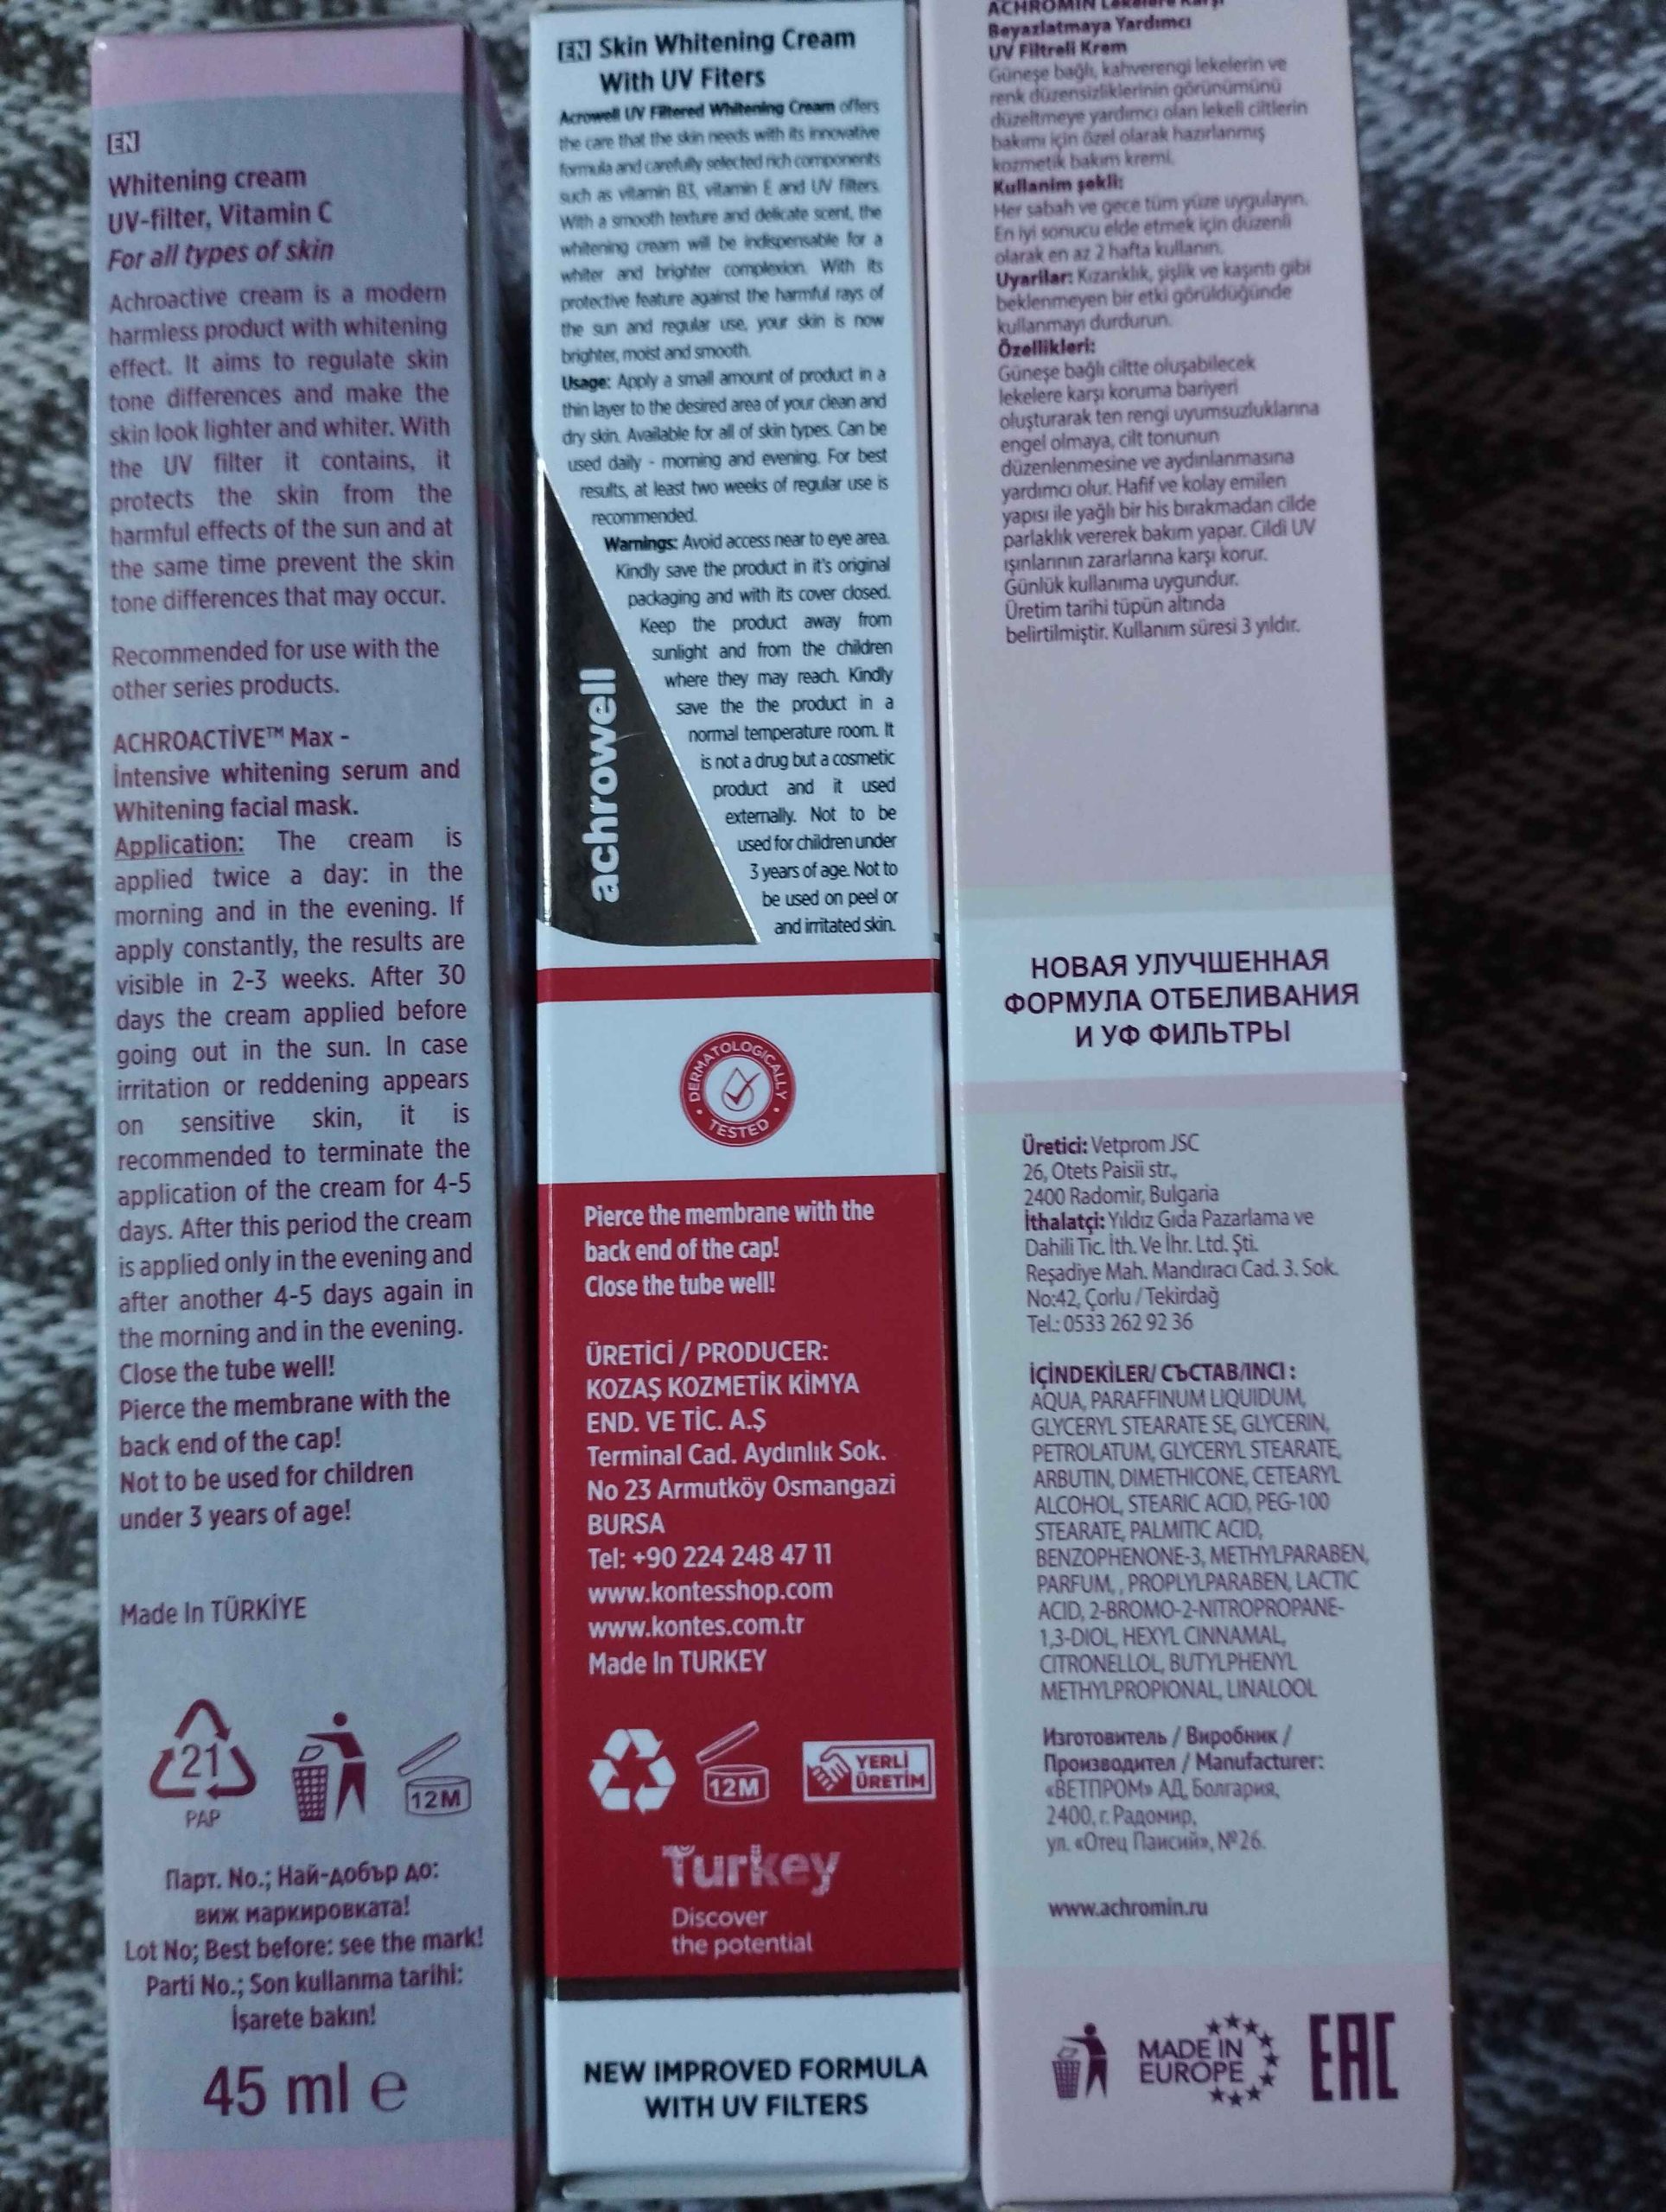 EN
Whitening cream
UV-filter, Vitamin C
For all types of skin
Achroactive cream is a modern
harmless product with whitening
effect. It aims to regulate skin
tone differences and make the
skin look lighter and whiter. With
the UV filter it contains, it
protects the skin from the
harmful effects of the sun and at
the same time prevent the skin
tone differences that may occur.
Recommended for use with the
other series products.
ACHROACTİVE™ Max -
İntensive whitening serum and
Whitening facial mask.
Application: The cream is
applied twice a day: in the
morning and in the evening. If
apply constantly, the results are
visible in 2-3 weeks. After 30
days the cream applied before
going out in the sun. In case
irritation or reddening appears
on sensitive skin, it is
recommended to terminate the
application of the cream for 4-5
days. After this period the cream
is applied only in the evening and
after another 4-5 days again in
the morning and in the evening.
Close the tube well!
Pierce the membrane with the
back end of the cap!
Not to be used for children
under 3 years of age!
Made In TÜRKİYE
21
PAP
12M
Парт. No.; Най-добър до:
виж маркировката!
Lot No; Best before: see the mark!
Parti No.; Son kullanma tarihi:
İşarete bakın!
45 ml e
EN Skin Whitening Cream
With UV Fiters
Acrowell UV Filtered Whitening Cream offers
the care that the skin needs with its innovative
formula and carefully selected rich components
such as vitamin B3, vitamin E and UV filters.
With a smooth texture and delicate scent, the
whitening cream will be indispensable for a
whiter and brighter complexion. With its
protective feature against the harmful rays of
the sun and regular use, your skin is now
brighter, moist and smooth.
Usage: Apply a small amount of product in a
thin layer to the desired area of your clean and
dry skin. Available for all of skin types. Can be
used daily - morning and evening. For best
results, at least two weeks of regular use is
recommended.
Warnings: Avoid access near to eye area.
Kindly save the product in it's original
packaging and with its cover closed.
Keep the product away from
sunlight and from the children
where they may reach. Kindly
save the the product in a
normal temperature room. It
is not a drug but a cosmetic
product and it used
externally. Not to be
used for children under
3 years of age. Not to
be used on peel or
and irritated skin.
achrowell
DERMATOLOGICALLY
TESTED
Pierce the membrane with the
back end of the cap!
Close the tube well!
ÜRETİCİ / PRODUCER:
KOZAŞ KOZMETİK KİMYA
END. VE TİC. A.Ş
Terminal Cad. Aydınlık Sok.
No 23 Armutköy Osmangazi
BURSA
Tel: +90 224 248 47 11
www.kontesshop.com
www.kontes.com.tr
Made In TURKEY
12M
YERLİ
ÜRETİM
Turkey
Discover
the potential
NEW IMPROVED FORMULA
WITH UV FILTERS
ACHROMIN Lekelere Karşı
Beyazlatmaya Yardımcı
UV Filtreli Krem
Güneşe bağlı, kahverengi lekelerin ve
renk düzensizliklerinin görünümünü
düzeltmeye yardımcı olan lekeli ciltlerin
bakımı için özel olarak hazırlanmış
kozmetik bakım kremi.
Kullanim şekli:
Her sabah ve gece tüm yüze uygulayın.
En iyi sonucu elde etmek için düzenli
olarak en az 2 hafta kullanın.
Uyarilar: Kızarıklık, şişlik ve kaşıntı gibi
beklenmeyen bir etki görüldüğünde
kullanmayı durdurun.
Özellikleri:
Güneşe bağlı ciltte oluşabilecek
lekelere karşı koruma bariyeri
oluşturarak ten rengi uyumsuzluklarına
engel olmaya, cilt tonunun
düzenlenmesine ve aydınlanmasına
yardımcı olur. Hafif ve kolay emilen
yapısı ile yağlı bir his bırakmadan cilde
parlaklık vererek bakım yapar. Cildi UV
ışınlarının zararlarına karşı korur.
Günlük kullanıma uygundur.
Üretim tarihi tüpün altında
belirtilmiştir. Kullanım süresi 3 yıldır.
НОВАЯ УЛУЧШЕННАЯ
ФОРМУЛА ОТБЕЛИВАНИЯ
И УФ ФИЛЬТРЫ
Üretici: Vetprom JSC
26, Otets Paisii str.,
2400 Radomir, Bulgaria
İthalatçi: Yıldız Gıda Pazarlama ve
Dahili Tic. İth. Ve İhr. Ltd. Şti.
Reşadiye Mah. Mandıracı Cad. 3. Sok.
No:42, Çorlu / Tekirdağ
Tel.: 0533 262 92 36
İÇİNDEKİLER/ СЪСТАВ/INCI :
AQUA, PARAFFINUM LIQUIDUM,
GLYCERYL STEARATE SE, GLYCERIN,
PETROLATUM, GLYCERYL STEARATE,
ARBUTIN, DIMETHICONE, CETEARYL
ALCOHOL, STEARIC ACID, PEG-100
STEARATE, PALMITIC ACID,
BENZOPHENONE-3, METHYLPARABEN,
PARFUM, , PROPLYLPARABEN, LACTIC
ACID, 2-BROMO-2-NITROPROPANE-
1,3-DIOL, HEXYL CINNAMAL,
CITRONELLOL, BUTYLPHENYL
METHYLPROPIONAL, LINALOOL
Изготовитель / Виробник /
Производител / Manufacturer:
«ВЕТПРОМ» АД, Болгария,
2400, г. Радомир,
ул. «Отец Паисий», №26.
www.achromin.ru
MADE IN
EUROPE
EAC